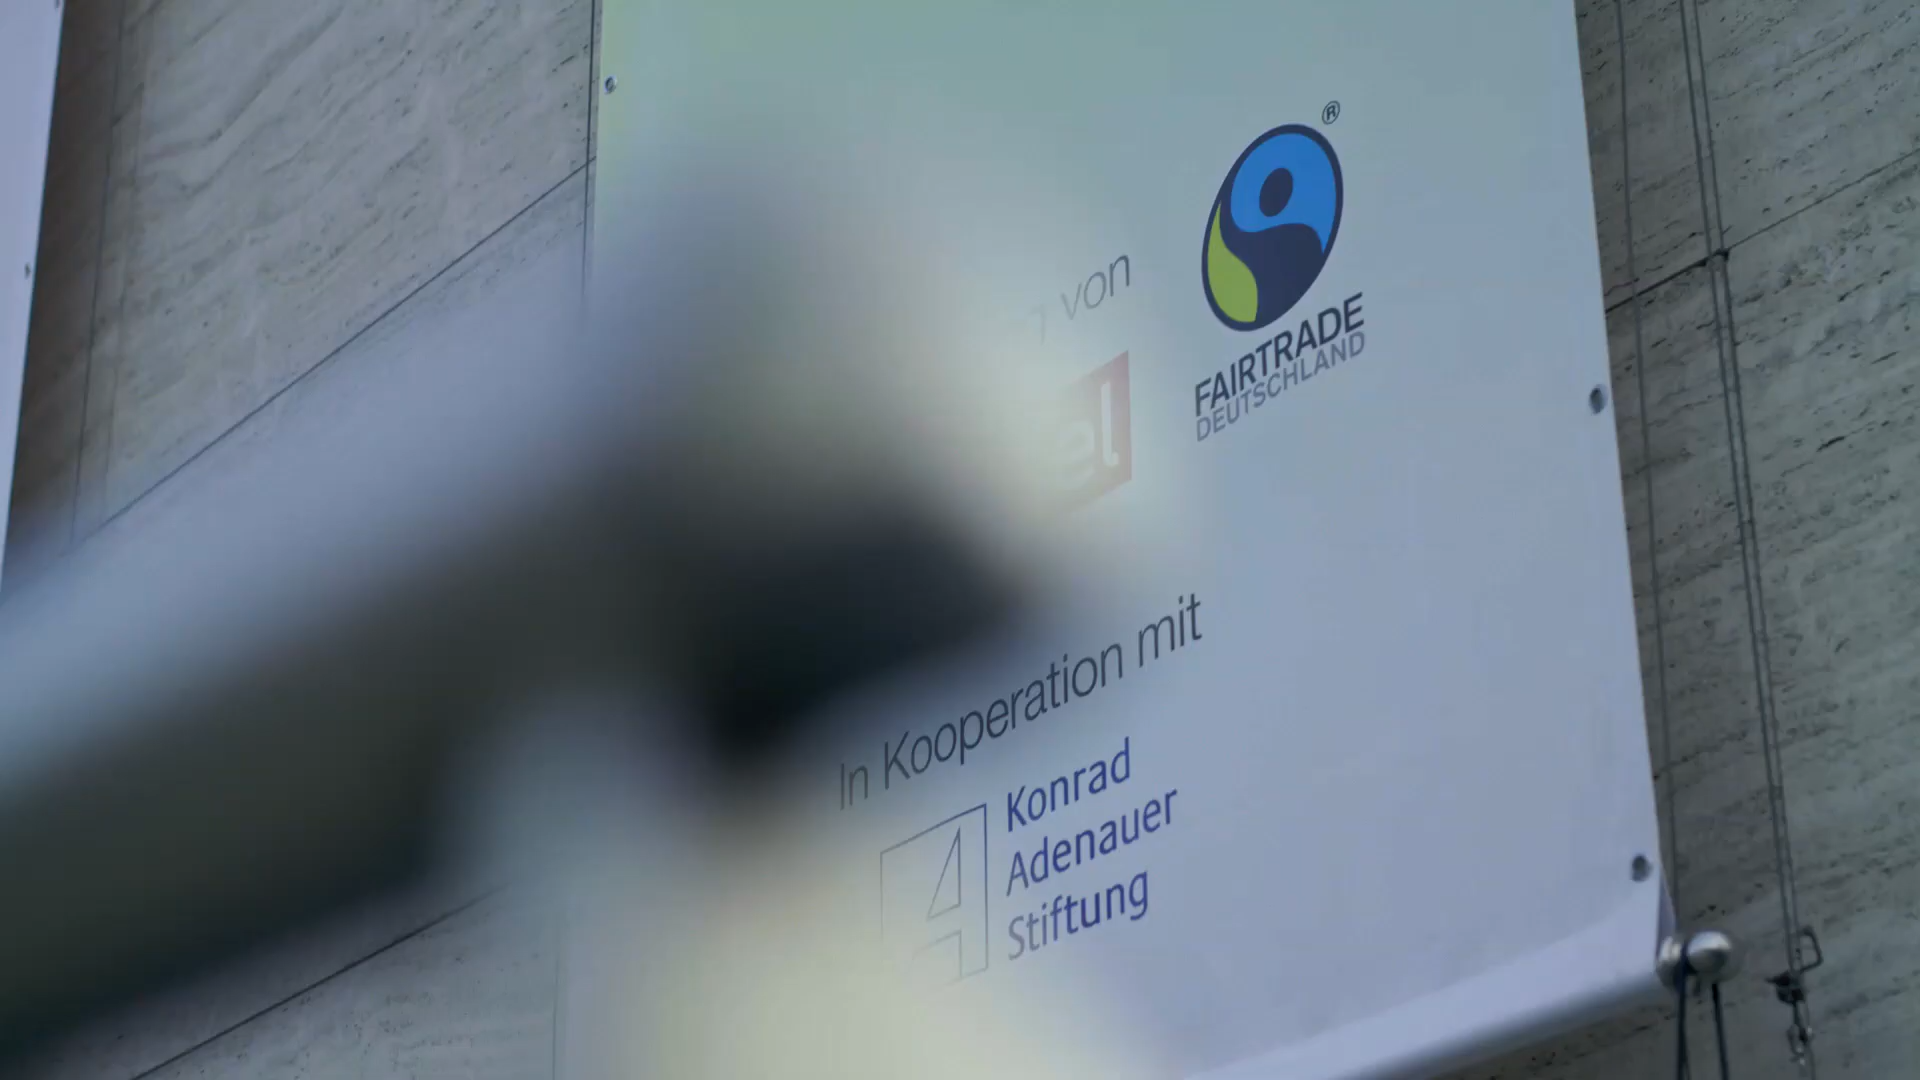 von
®
FAIRTRADE
DEUTSCHLAND
In Kooperation mit
Konrad
Adenauer
Stiftung